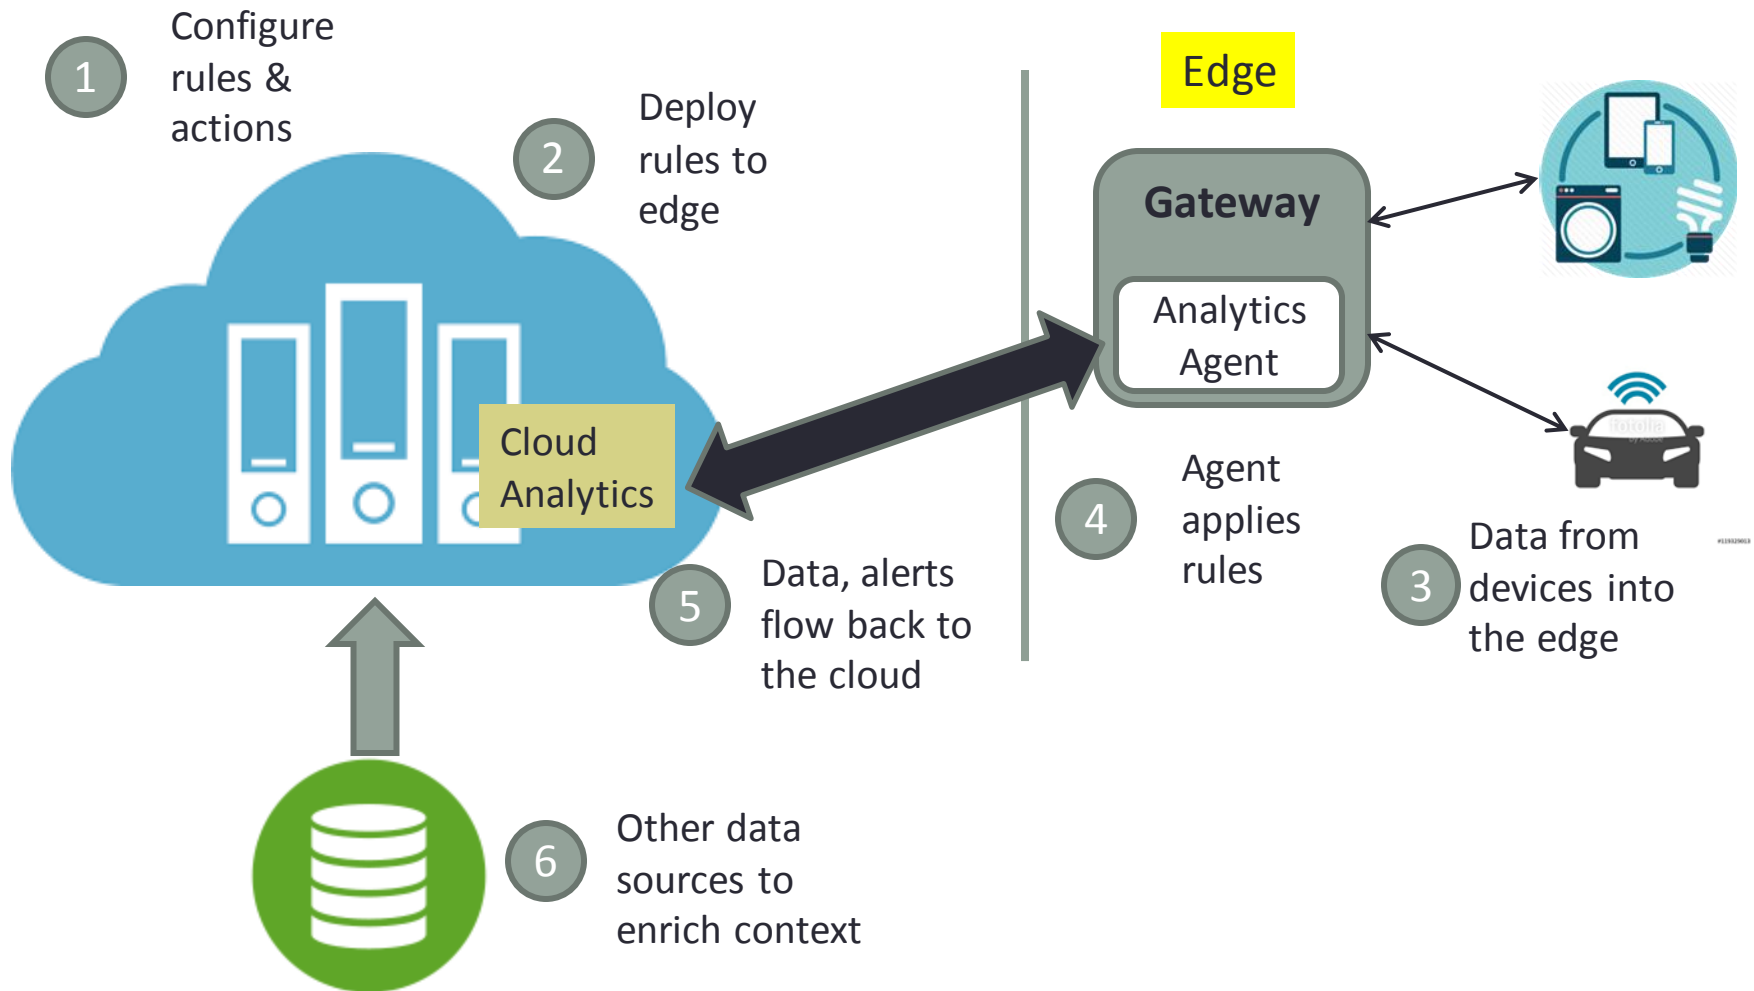 1
Configure
rules &
actions
2
Deploy
rules to
edge
Edge
Gateway
Analytics
Agent
Cloud
Analytics
4
Agent
applies
rules
3
Data from
devices into
the edge
5
Data, alerts
flow back to
the cloud
6
Other data
sources to
enrich context
fotolia